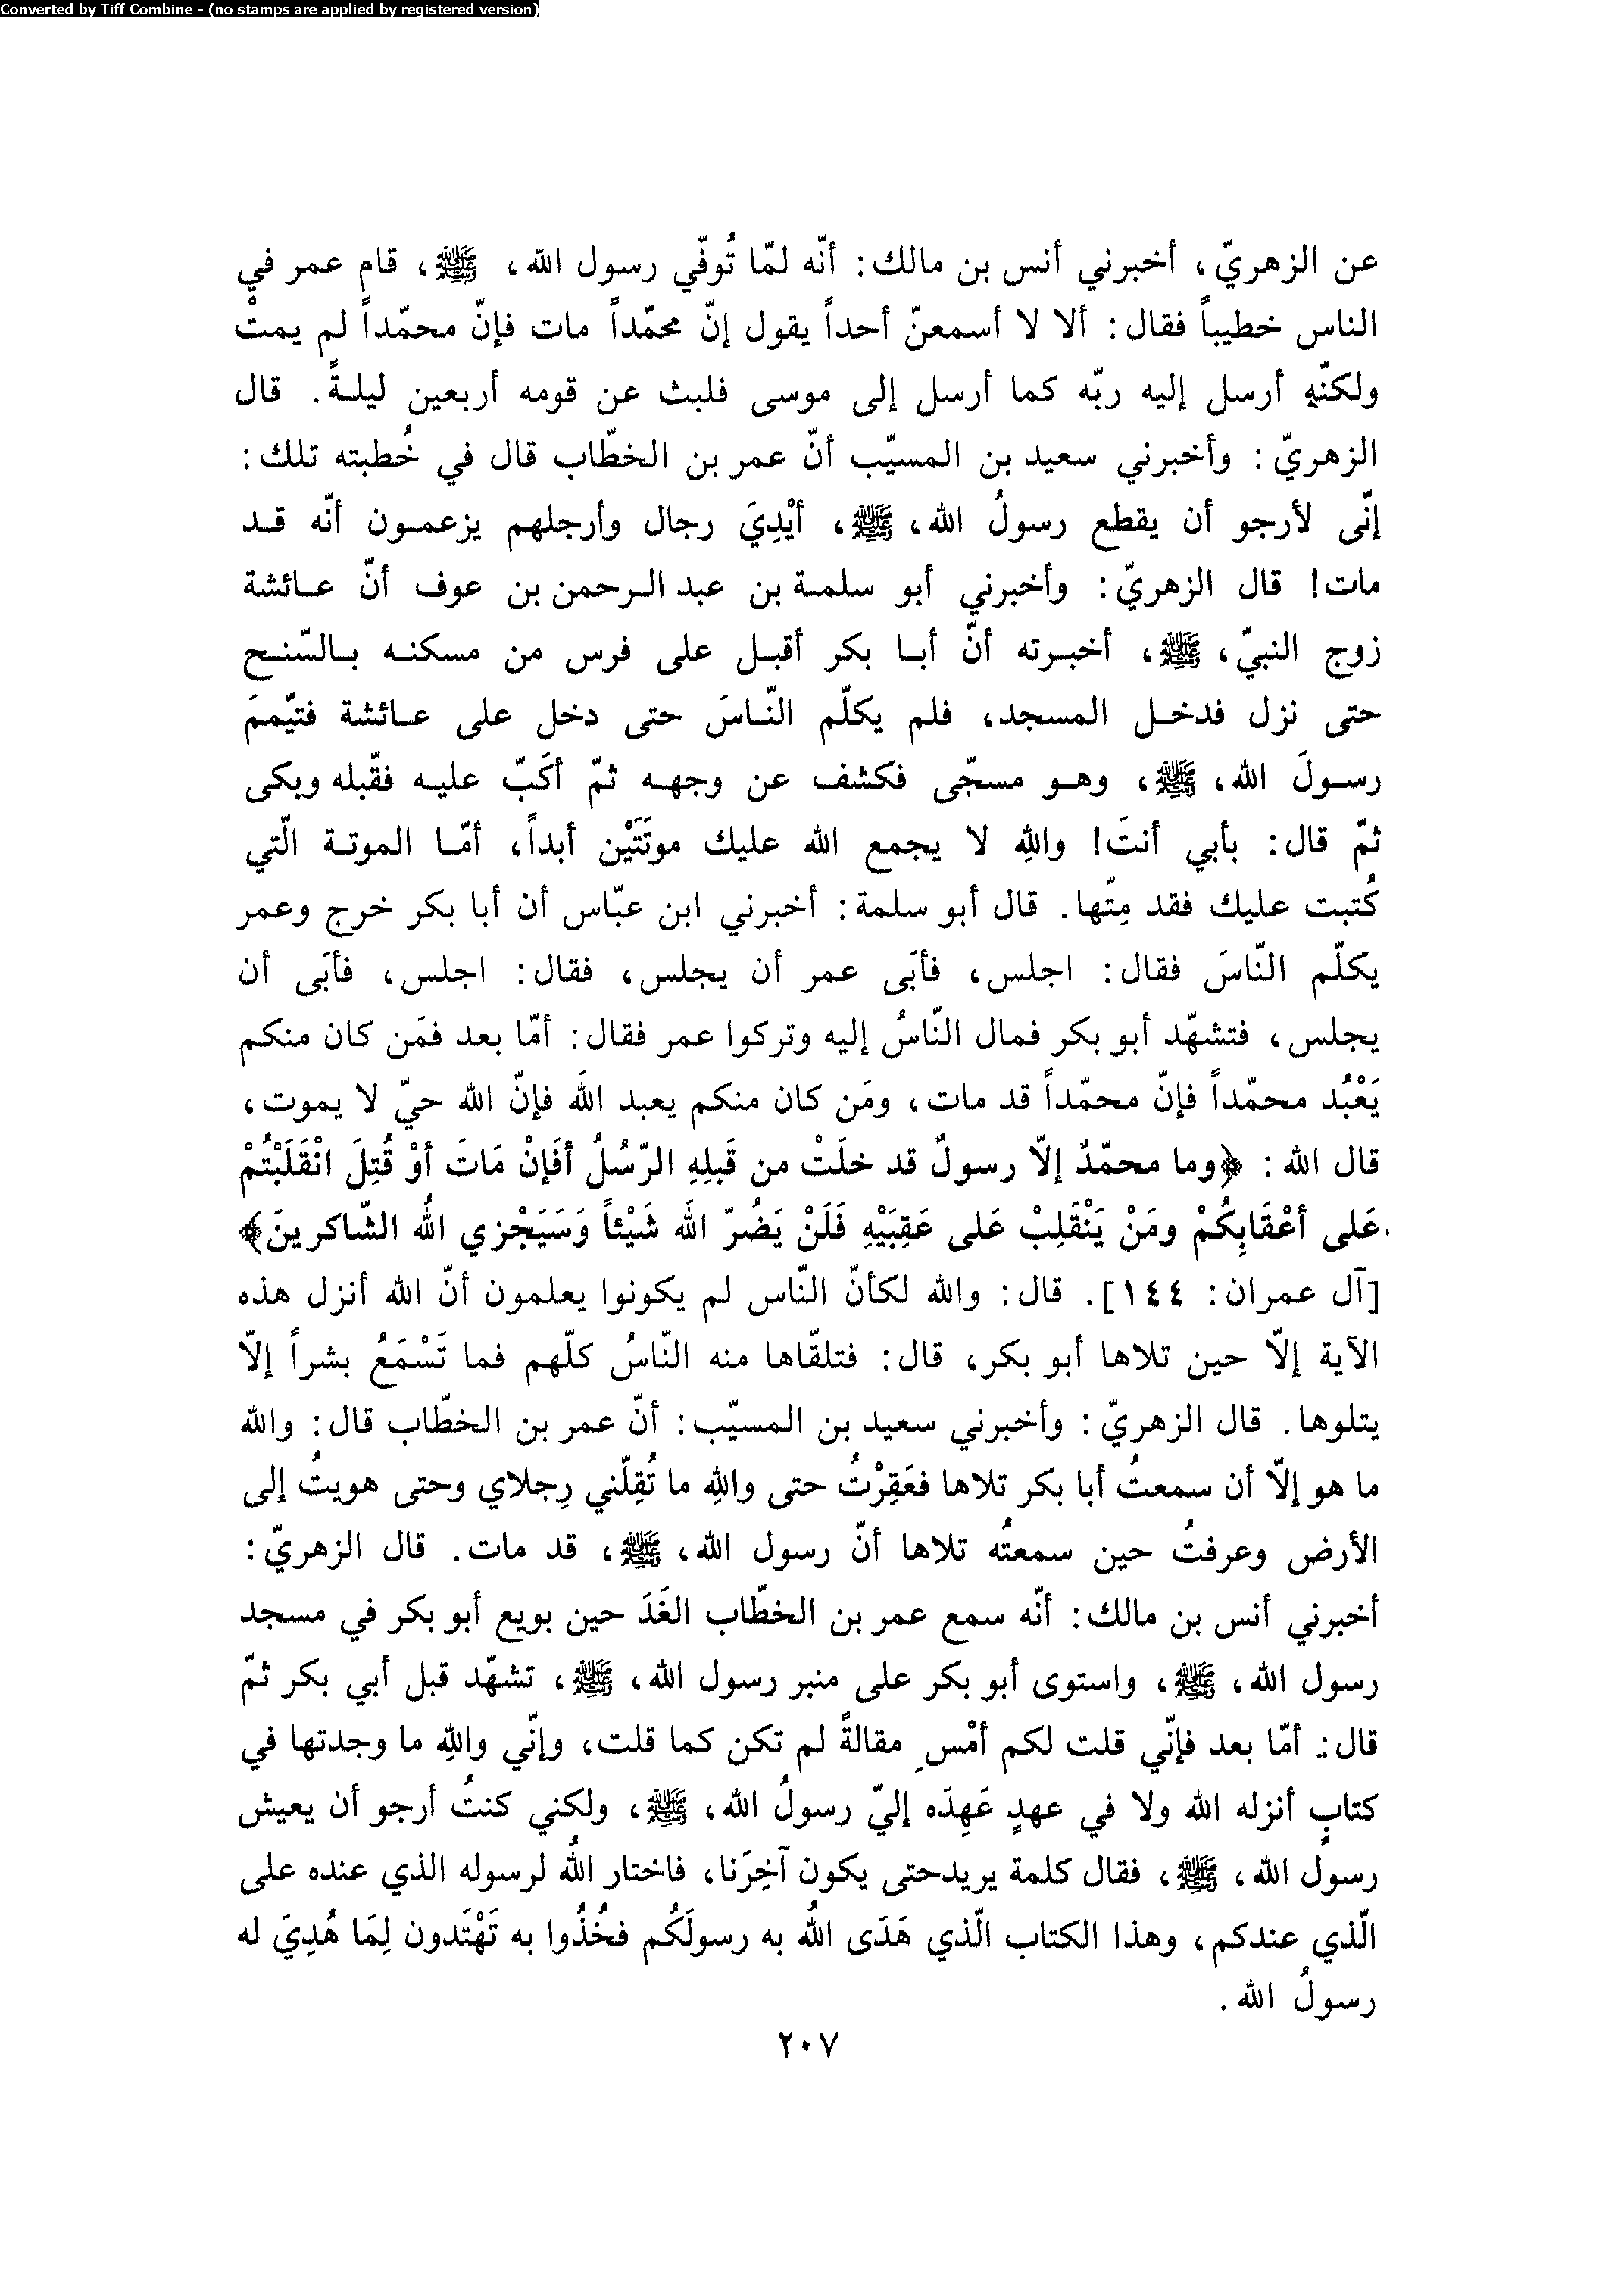 Converted by Tiff Combine - (no stamps are applied by registered version)
عن الزهريّ، أخبرني أنس بن مالك: أنّه لمّا تُوفّي رسول الله، ﷺ، قام عمر في
الناس خطيباً فقال: ألا لا أسمعنّ أحداً يقول إنّ محمّداً مات فإنّ محمّداً لم يمتْ
ولكنّهِ أرسل إليه ربّه كما أرسل إلى موسى فلبث عن قومه أربعين ليلةً. قال
الزهريّ: وأخبرني سعيد بن المسيّب أنّ عمر بن الخطّاب قال في خُطبته تلك:
إنّى لأرجو أن يقطع رسولُ الله، ﷺ، أيْدِيَ رجال وأرجلهم يزعمون أنّه قد
مات! قال الزهريّ: وأخبرني أبو سلمة بن عبد الرحمن بن عوف أنّ عائشة
زوج النبيّ، ﷺ، أخبرته أنّ أبا بكر أقبل على فرس من مسكنه بالسّنح
حتى نزل فدخل المسجد، فلم يكلّم النّاسَ حتى دخل على عائشة فتيّممَ
رسولَ الله، ﷺ، وهو مسجّى فكشف عن وجهه ثمّ أكَبّ عليه فقّبله وبكى
ثمّ قال: بأبي أنتَ! واللهِ لا يجمع الله عليك موتَتَيْن أبداً، أمّا الموتة الّتي
كُتبت عليك فقد مِتّها. قال أبو سلمة: أخبرني ابن عبّاس أن أبا بكر خرج وعمر
يكلّم النّاسَ فقال: اجلس، فأبَى عمر أن يجلس، فقال: اجلس، فأبَى أن
يجلس، فتشهّد أبو بكر فمال النّاسُ إليه وتركوا عمر فقال: أمّا بعد فمَن كان منكم
يَعْبُد محمّداً فإنّ محمّداً قد مات، ومَن كان منكم يعبد اللهَ فإنّ الله حيّ لا يموت،
قال الله: ﴿وما محمّدٌ إلاّ رسولٌ قد خلَتْ من قَبلِهِ الرّسُلُ أفَإنْ مَاتَ أوْ قُتِلَ انْقَلَبْتُمْ
عَلى أعْقَابِكُمْ ومَنْ يَنْقَلِبْ عَلى عَقِبَيْهِ فَلَنْ يَضُرّ الله شَيْئاً وَسَيَجْزي اللهُ الشّاكرينَ﴾
[آل عمران: ١٤٤]. قال: والله لكأنّ النّاس لم يكونوا يعلمون أنّ الله أنزل هذه
الآية إلاّ حين تلاها أبو بكر، قال: فتلقّاها منه النّاسُ كلّهم فما تَسْمَعُ بشراً إلاّ
يتلوها. قال الزهريّ: وأخبرني سعيد بن المسيّب: أنّ عمر بن الخطّاب قال: والله
ما هو إلاّ أن سمعتُ أبا بكر تلاها فعَقِرْتُ حتى واللهِ ما تُقِلّني رِجلاي وحتى هويتُ إلى
الأرض وعرفتُ حين سمعتُه تلاها أنّ رسول الله، ﷺ، قد مات. قال الزهريّ:
أخبرني أنس بن مالك: أنّه سمع عمر بن الخطّاب الغَدَ حين بويع أبو بكر في مسجد
رسول الله، ﷺ، واستوى أبو بكر على منبر رسول الله، ﷺ، تشهّد قبل أبي بكر ثمّ
قال: أمّا بعد فإنّي قلت لكم أمْسِ مقالةً لم تكن كما قلت، وإنّي واللهِ ما وجدتها في
كتابٍ أنزله الله ولا في عهدٍ عَهِدَه إليّ رسولُ الله، ﷺ، ولكني كنتُ أرجو أن يعيش
رسول الله، ﷺ، فقال كلمة يريدحتى يكون آخِرَنا، فاختار اللهُ لرسوله الذي عنده على
الّذي عندكم، وهذا الكتاب الّذي هَدَى اللهُ به رسولَكُم فخُذُوا به تَهْتَدون لِمَا هُدِيَ له
رسولُ الله.
٢٠٧